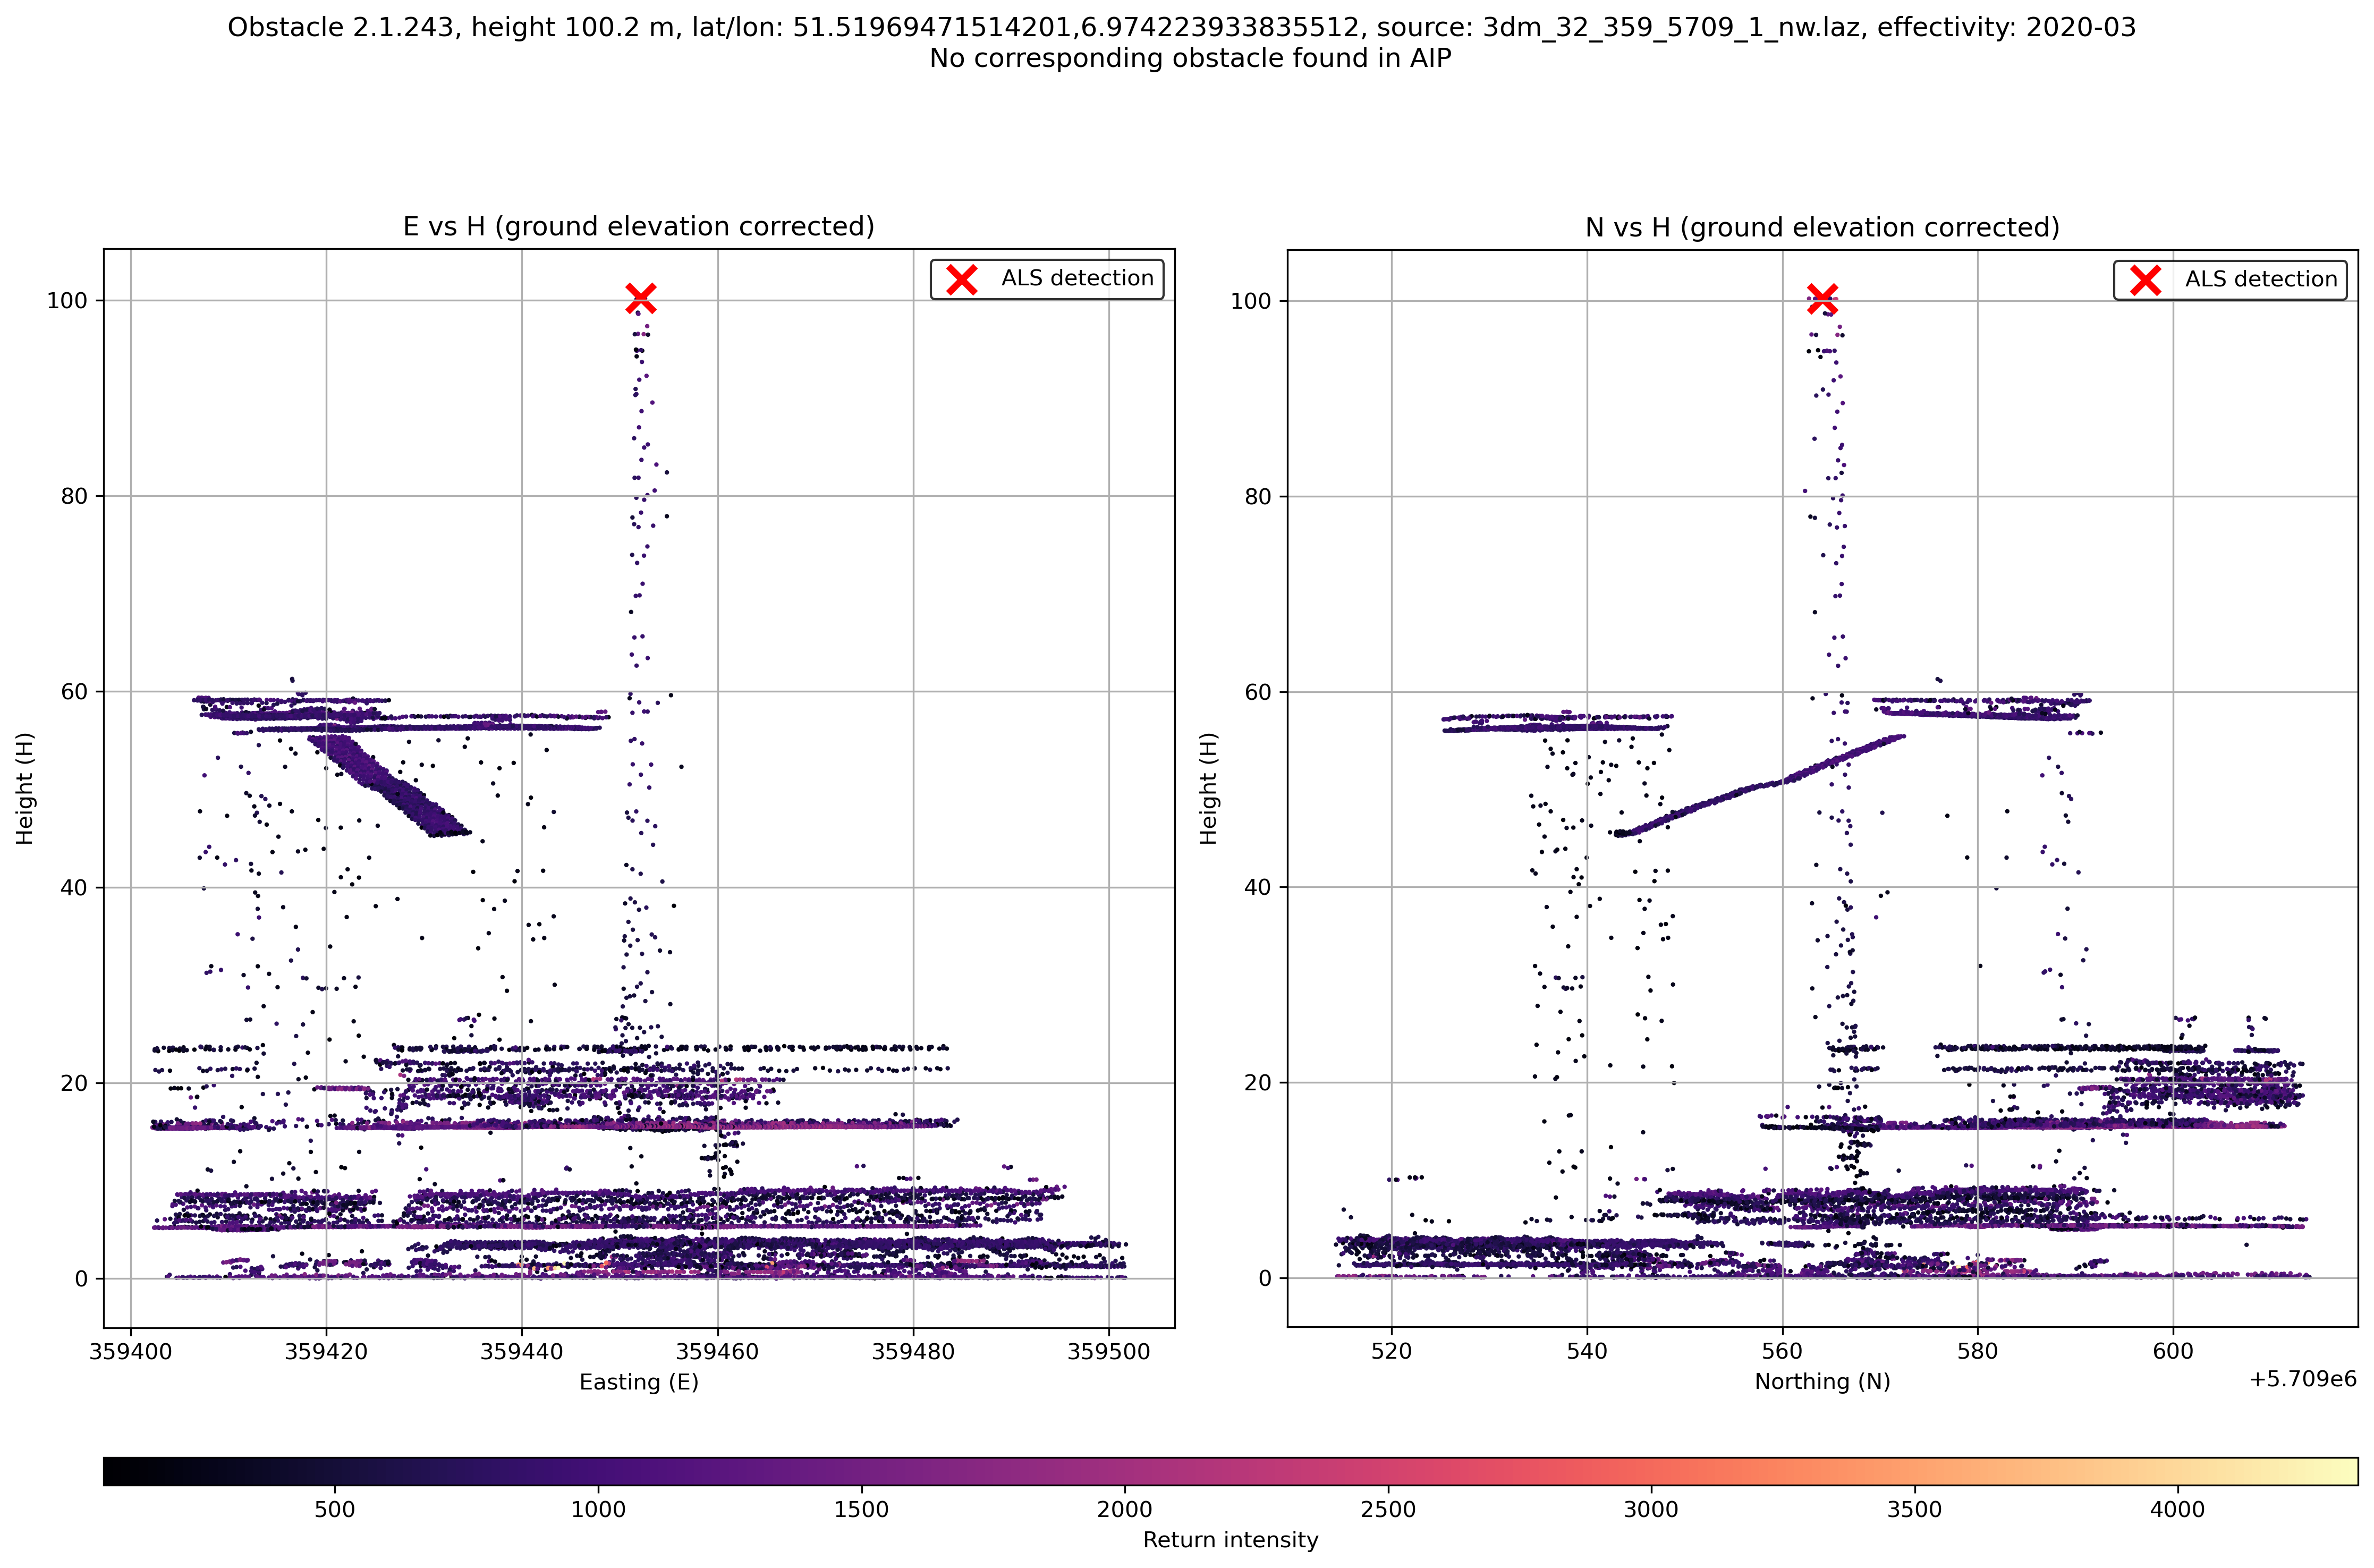 Obstacle 2.1.243, height 100.2 m, lat/lon: 51.51969471514201,6.974223933835512, source: 3dm_32_359_5709_1_nw.laz, effectivity: 2020-03
No corresponding obstacle found in AIP
E vs H (ground elevation corrected)
ALS detection
100
80
60
40
20
0
Height (H)
359400
359420
359440
359460
359480
359500
Easting (E)
N vs H (ground elevation corrected)
ALS detection
100
80
60
40
20
0
Height (H)
520
540
560
580
600
+5.709e6
Northing (N)
500
1000
1500
2000
2500
3000
3500
4000
Return intensity